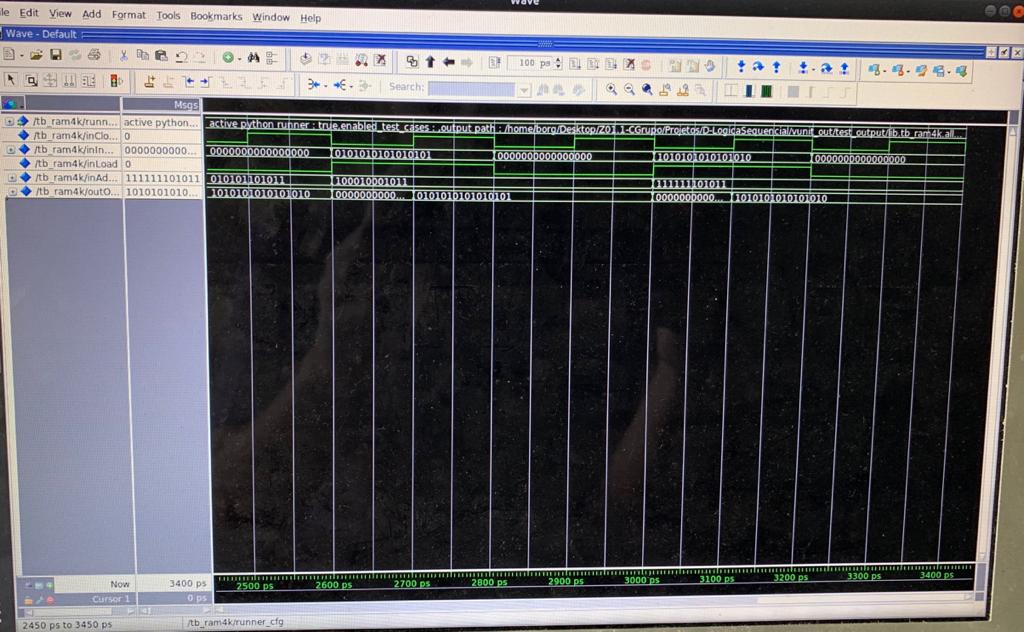 Wave
File Edit View Add Format Tools Bookmarks Window Help
Wave - Default
100 ps
Search:
Msgs
/tb_ram4k/runn... active python... active python runner : true,enabled_test_cases : ,output path : /home/borg/Desktop/Z01.1-CGrupo/Projetos/D-LogicaSequencial/vunit_out/test_output/lib.tb_ram4k.all...
/tb_ram4k/inClo... 0
/tb_ram4k/inIn... 0000000000... 0000000000000000 0101010101010101 0000000000000000 1010101010101010 0000000000000000
/tb_ram4k/inLoad 0
/tb_ram4k/inAd... 111111101011 010101101011 100010001011 111111101011
/tb_ram4k/outO... 1010101010... 1010101010101010 0000000000... 0101010101010101 0000000000... 1010101010101010
Now 3400 ps 2500 ps 2600 ps 2700 ps 2800 ps 2900 ps 3000 ps 3100 ps 3200 ps 3300 ps 3400 ps
Cursor 1 0 ps
2450 ps to 3450 ps /tb_ram4k/runner_cfg